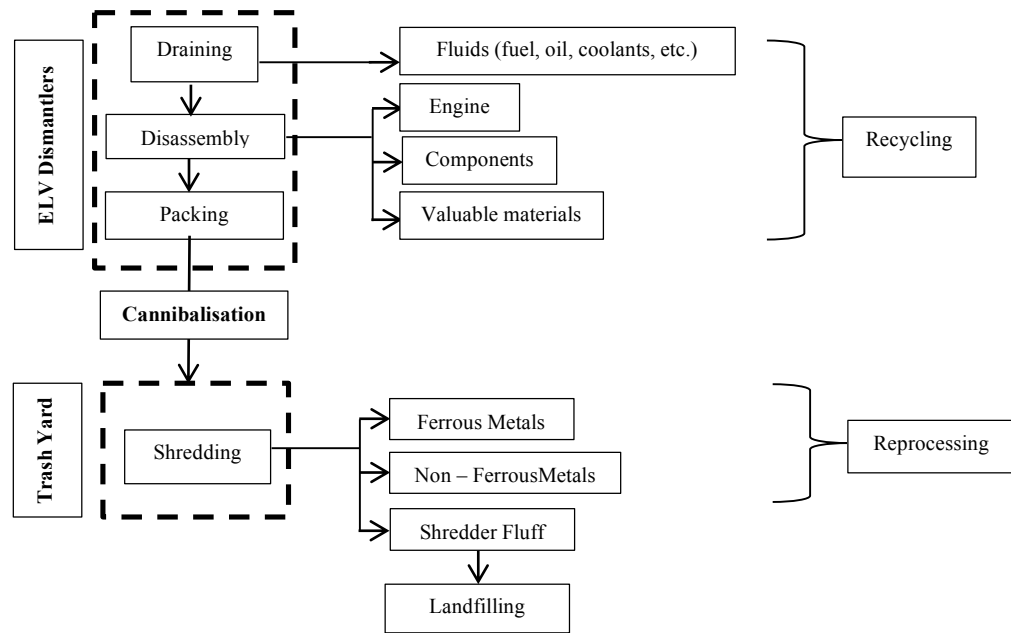 ELV Dismantlers
Draining
Fluids (fuel, oil, coolants, etc.)
Engine
Disassembly
Components
Recycling
Packing
Valuable materials
Cannibalisation
Trash Yard
Shredding
Ferrous Metals
Non – FerrousMetals
Reprocessing
Shredder Fluff
Landfilling